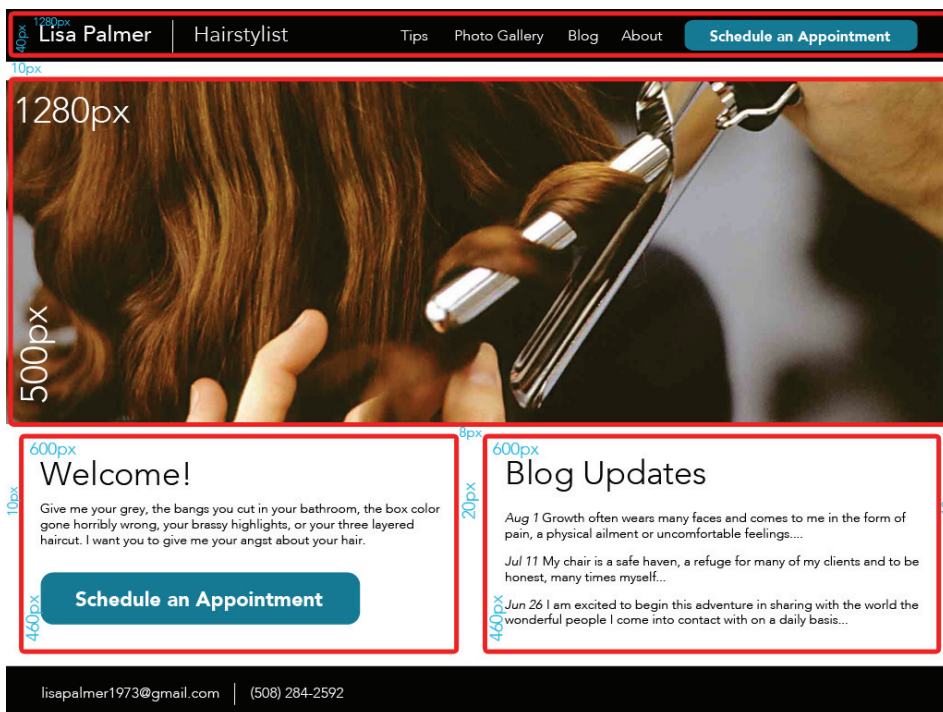 1280px
40px
Lisa Palmer | Hairstylist Tips Photo Gallery Blog About Schedule an Appointment
10px
1280px
500px
8px
600px
Welcome!
Give me your grey, the bangs you cut in your bathroom, the box color
gone horribly wrong, your brassy highlights, or your three layered
haircut. I want you to give me your angst about your hair.
Schedule an Appointment
10px
460px
20px
600px
Blog Updates
Aug 1 Growth often wears many faces and comes to me in the form of
pain, a physical ailment or uncomfortable feelings....
Jul 11 My chair is a safe haven, a refuge for many of my clients and to be
honest, many times myself...
Jun 26 I am excited to begin this adventure in sharing with the world the
wonderful people I come into contact with on a daily basis...
460px
lisapalmer1973@gmail.com | (508) 284-2592